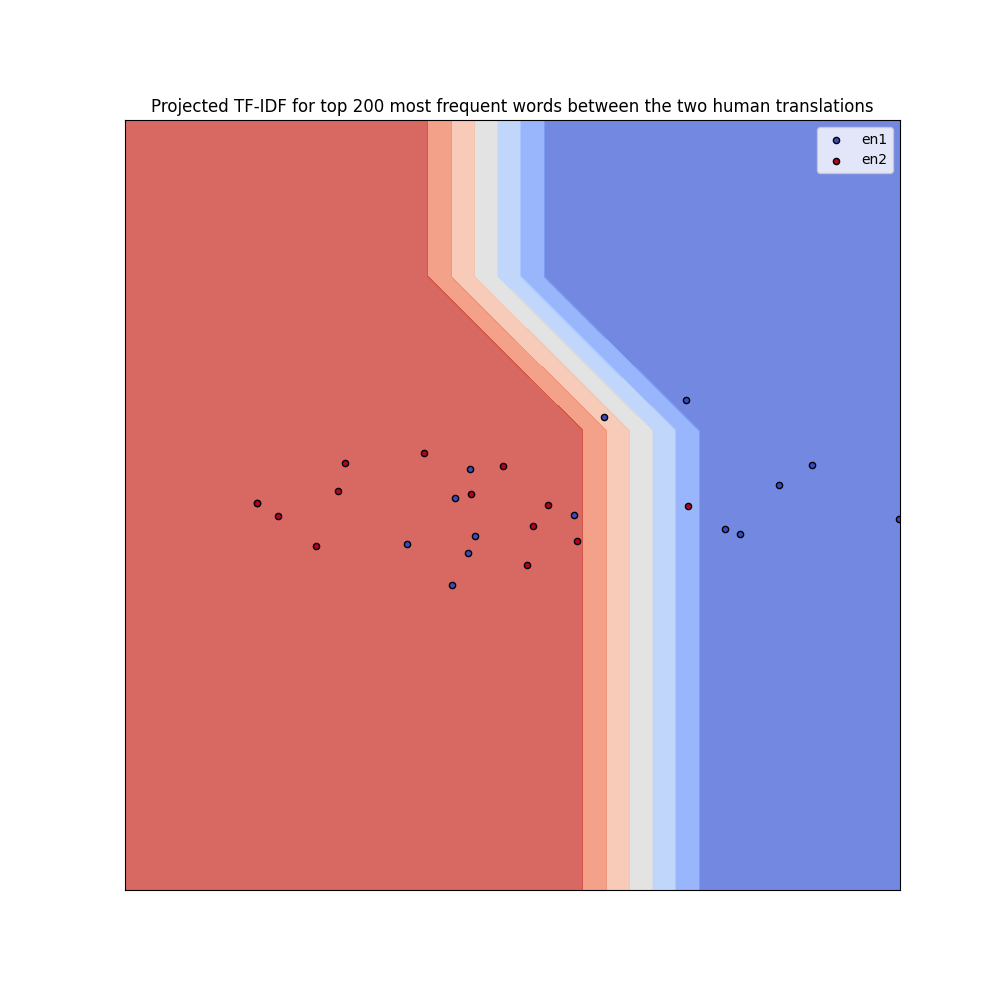 Projected TF-IDF for top 200 most frequent words between the two human translations
en1
en2